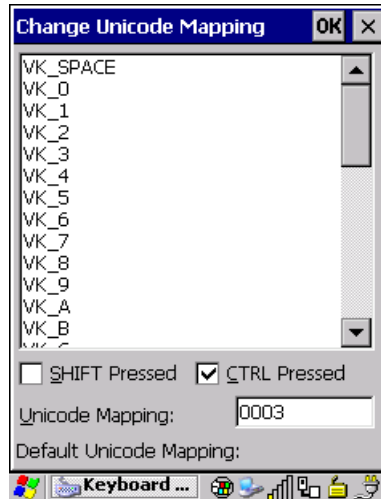 Change Unicode Mapping OK ×
VK_SPACE
VK_0
VK_1
VK_2
VK_3
VK_4
VK_5
VK_6
VK_7
VK_8
VK_9
VK_A
VK_B
SHIFT Pressed CTRL Pressed
Unicode Mapping: 0003
Default Unicode Mapping:
Keyboard ...